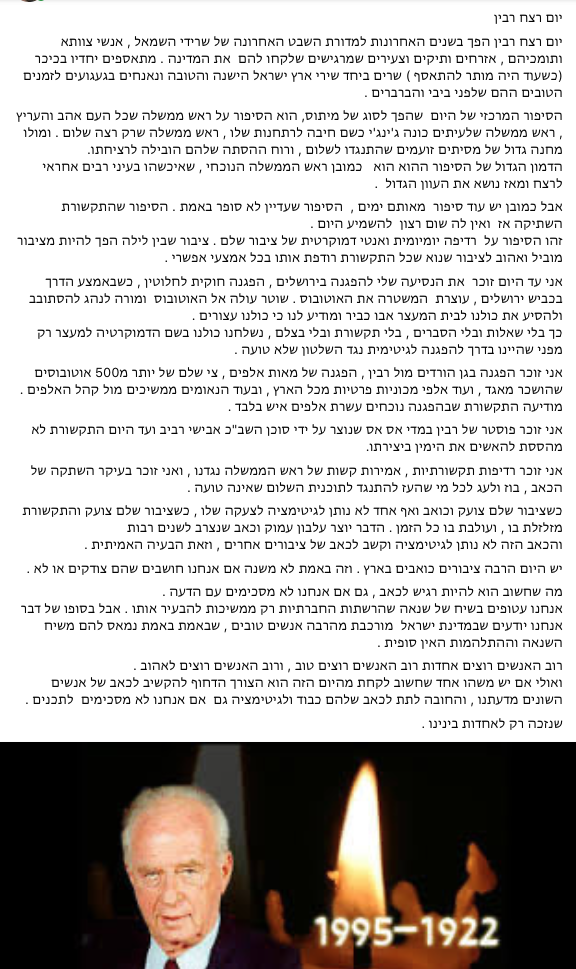 יום רצח רבין
יום רצח רבין הפך בשנים האחרונות למדורת השבט האחרונה של שרידי השמאל , אנשי צוותא
ותומכיהם , אזרחים ותיקים וצעירים שמרגישים שלקחו להם את המדינה . מתאספים יחדיו בכיכר
(כשעוד היה מותר להתאסף ) שרים ביחד שירי ארץ ישראל הישנה והטובה ונאנחים בגעגועים לזמנים
הטובים ההם שלפני ביבי והברברים .
הסיפור המרכזי של היום שהפך לסוג של מיתוס, הוא הסיפור על ראש ממשלה שכל העם אהב והעריץ
, ראש ממשלה שלעיתים כונה ג'ינג'י כשם חיבה לרתחנות שלו , ראש ממשלה שרק רצה שלום . ומולו
מחנה גדול של מסיתים זועמים שהתנגדו לשלום , ורוח ההסתה שלהם הובילה לרציחתו.
הדמון הגדול של הסיפור ההוא הוא כמובן ראש הממשלה הנוכחי , שאיכשהו בעיני רבים אחראי
לרצח ומאז נושא את העוון הגדול .
אבל כמובן יש עוד סיפור מאותם ימים , הסיפור שעדיין לא סופר באמת . הסיפור שהתקשורת
השתיקה אז ואין לה שום רצון להשמיע היום .
זהו הסיפור על רדיפה יומיומית ואנטי דמוקרטית של ציבור שלם . ציבור שבין לילה הפך להיות מציבור
מוביל ואהוב לציבור שנוא שכל התקשורת רודפת אותו בכל אמצעי אפשרי .
אני עד היום זוכר את הנסיעה שלי להפגנה בירושלים , הפגנה חוקית לחלוטין , כשבאמצע הדרך
בכביש ירושלים , עוצרת המשטרה את האוטובוס . שוטר עולה אל האוטובוס ומורה לנהג להסתובב
ולהסיע את כולנו לבית המעצר אבו כביר ומודיע לנו כי כולנו עצורים .
כך בלי שאלות ובלי הסברים , בלי תקשורת ובלי בצלם , נשלחנו כולנו בשם הדמוקרטיה למעצר רק
מפני שהיינו בדרך להפגנה לגיטימית נגד השלטון שלא טועה .
אני זוכר הפגנה בגן הורדים מול רבין , הפגנה של מאות אלפים , צי שלם של יותר מ500 אוטובוסים
שהושכר מאגד , ועוד אלפי מכוניות פרטיות מכל הארץ , ובעוד הנאומים ממשיכים מול קהל האלפים .
מודיעה התקשורת שבהפגנה נוכחים עשרת אלפים איש בלבד .
אני זוכר פוסטר של רבין במדי אס אס שנוצר על ידי סוכן השב"כ אבישי רביב ועד היום התקשורת לא
מהססת להאשים את הימין ביצירתו.
אני זוכר רדיפות תקשורתיות , אמירות קשות של ראש הממשלה נגדנו , ואני זוכר בעיקר השתקה של
הכאב , בוז ולעג לכל מי שהעז להתנגד לתוכנית השלום שאינה טועה .
כשציבור שלם צועק וכואב ואף אחד לא נותן לגיטימציה לצעקה שלו , כשציבור שלם צועק והתקשורת
מזלזלת בו , ועולבת בו כל הזמן . הדבר יוצר עלבון עמוק וכאב שנצרב לשנים רבות
והכאב הזה לא נותן לגיטימציה וקשב לכאב של ציבורים אחרים , וזאת הבעיה האמיתית .
יש היום הרבה ציבורים כואבים בארץ . וזה באמת לא משנה אם אנחנו חושבים שהם צודקים או לא .
מה שחשוב הוא להיות רגיש לכאב , גם אם אנחנו לא מסכימים עם הדעה .
אנחנו עטופים בשיח של שנאה שהרשתות החברתיות רק ממשיכות להבעיר אותו . אבל בסופו של דבר
אנחנו יודעים שבמדינת ישראל מורכבת מהרבה אנשים טובים , שבאמת באמת נמאס להם משיח
השנאה וההתלהמות האין סופית .
רוב האנשים רוצים אחדות רוב האנשים רוצים טוב , ורוב האנשים רוצים לאהוב .
ואולי אם יש משהו אחד שחשוב לקחת מהיום הזה הוא הצורך הדחוף להקשיב לכאב של אנשים
השונים מדעתנו , והחובה לתת לכאב שלהם כבוד ולגיטימציה גם אם אנחנו לא מסכימים לתכנים .
שנזכה רק לאחדות בינינו .
1995–1922